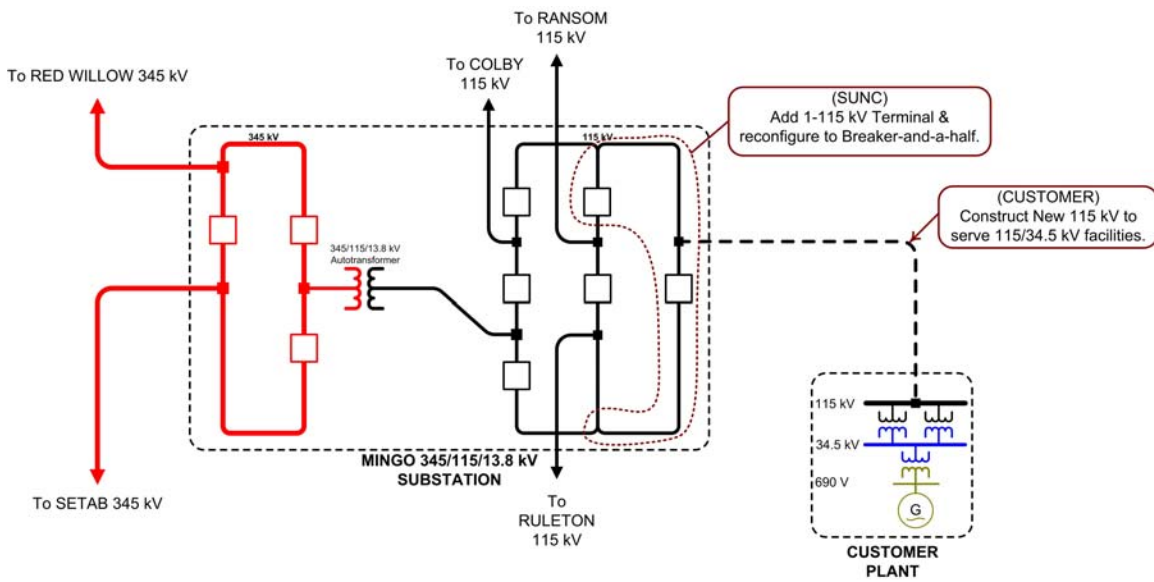 To RANSOM
115 kV
To COLBY
115 kV
To RED WILLOW 345 kV
(SUNC)
Add 1-115 kV Terminal &
reconfigure to Breaker-and-a-half.
345 kV
115 kV
(CUSTOMER)
Construct New 115 kV to
serve 115/34.5 kV facilities.
345/115/13.8 kV
Autotransformer
115 kV
34.5 kV
690 V
G
MINGO 345/115/13.8 kV
SUBSTATION
To SETAB 345 kV
To
RULETON
115 kV
CUSTOMER
PLANT